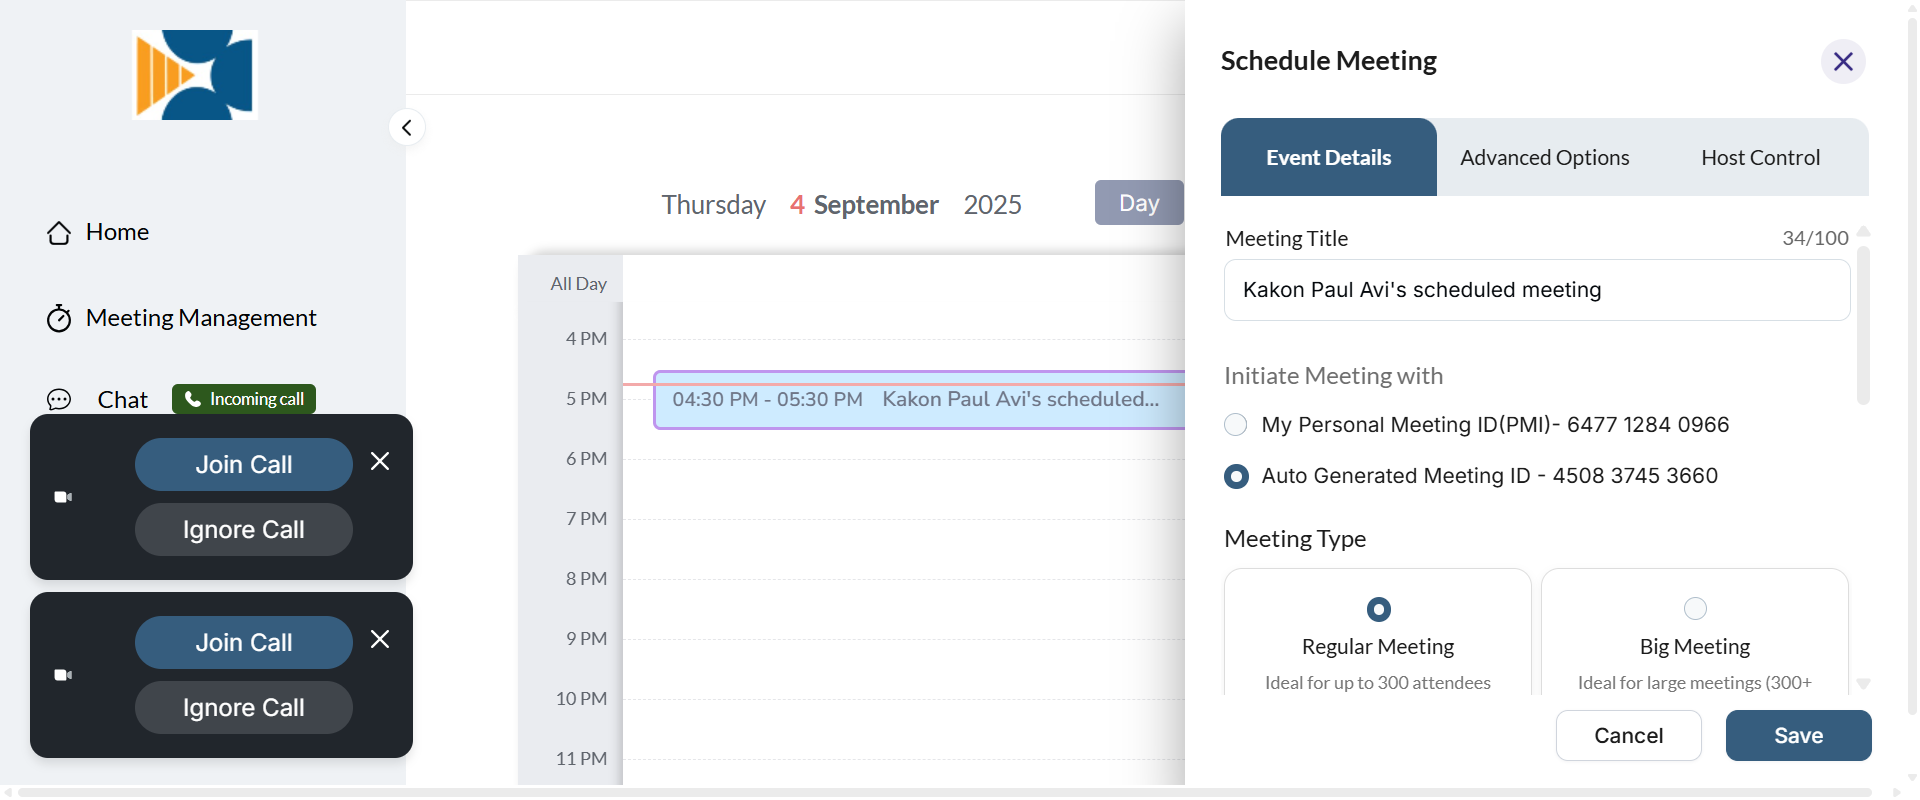 Home
Meeting Management
Chat
Incoming call
Join Call
Ignore Call
Join Call
Ignore Call
Thursday 4 September 2025
Day
All Day
4 PM
5 PM
04:30 PM - 05:30 PM Kakon Paul Avi's scheduled...
6 PM
7 PM
8 PM
9 PM
10 PM
11 PM
Schedule Meeting
Event Details
Advanced Options
Host Control
Meeting Title
34/100
Kakon Paul Avi's scheduled meeting
Initiate Meeting with
My Personal Meeting ID(PMI)- 6477 1284 0966
Auto Generated Meeting ID - 4508 3745 3660
Meeting Type
Regular Meeting
Ideal for up to 300 attendees
Big Meeting
Ideal for large meetings (300+
Cancel
Save